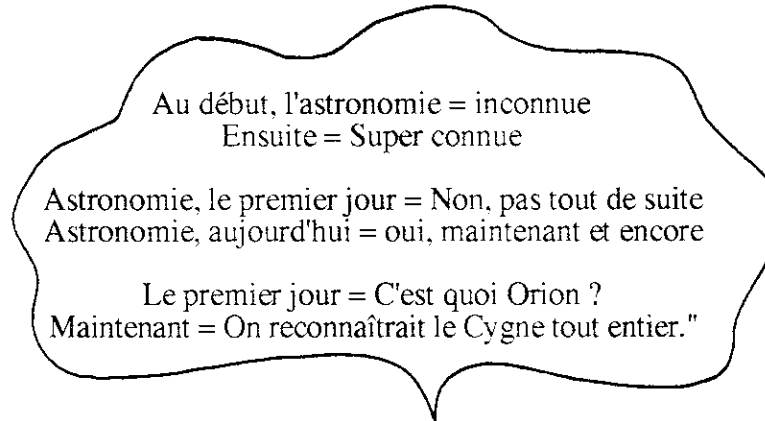 Au début, l'astronomie = inconnue
Ensuite = Super connue
Astronomie, le premier jour = Non, pas tout de suite
Astronomie, aujourd'hui = oui, maintenant et encore
Le premier jour = C'est quoi Orion ?
Maintenant = On reconnaîtrait le Cygne tout entier."